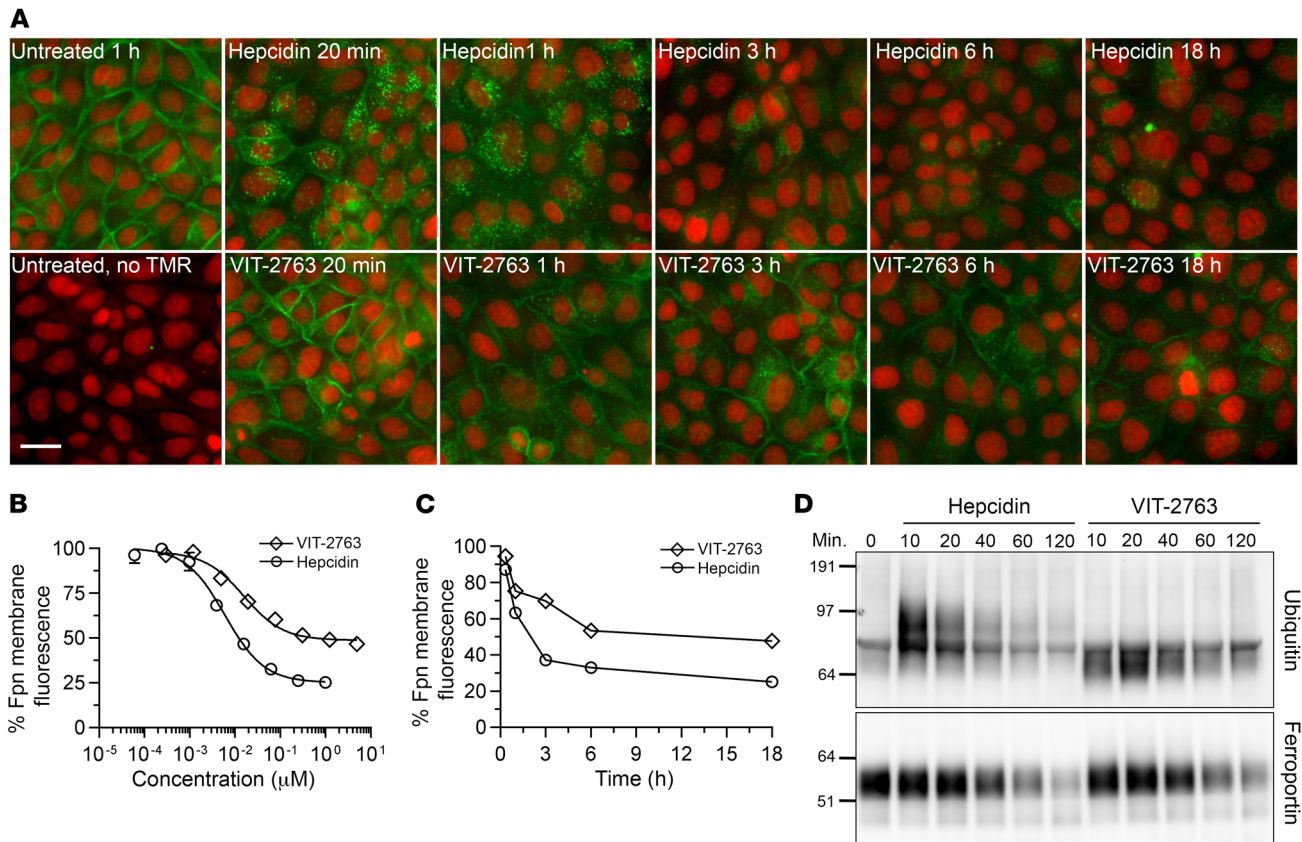 A
Untreated 1 h
Hepcidin 20 min
Hepcidin1 h
Hepcidin 3 h
Hepcidin 6 h
Hepcidin 18 h
Untreated, no TMR
VIT-2763 20 min
VIT-2763 1 h
VIT-2763 3 h
VIT-2763 6 h
VIT-2763 18 h
B
% Fpn membrane
fluorescence
100
75
50
25
0
VIT-2763
Hepcidin
10⁻⁵ 10⁻⁴ 10⁻³ 10⁻² 10⁻¹ 10⁰ 10¹
Concentration (μM)
C
% Fpn membrane
fluorescence
100
80
60
40
20
0
VIT-2763
Hepcidin
0 3 6 9 12 15 18
Time (h)
D
Hepcidin VIT-2763
Min. 0 10 20 40 60 120 10 20 40 60 120
191
97
64
Ubiquitin
64
51
Ferroportin